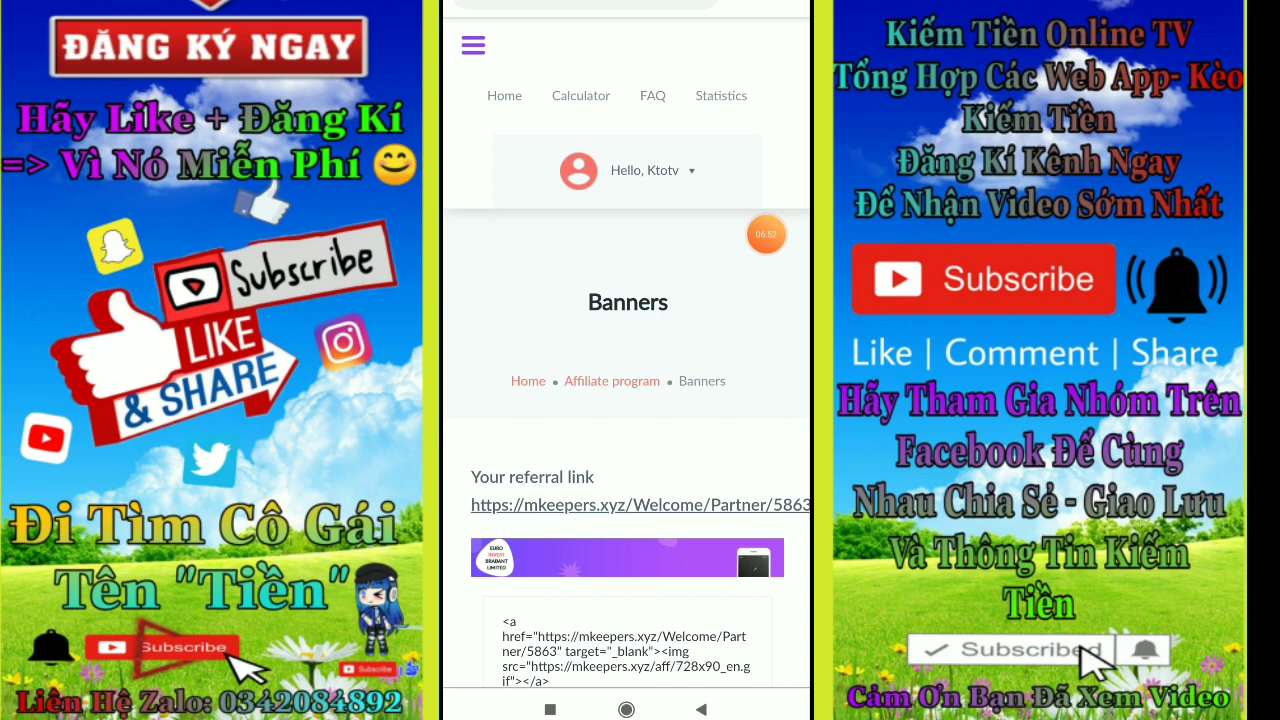 ĐĂNG KÝ NGAY
Hãy Like + Đăng Kí
=> Vì Nó Miễn Phí 😊
Subscribe
LIKE
& SHARE
Đi Tìm Cô Gái
Tên "Tiền"
Subscribe
Subscribe
Liên Hệ Zalo: 0342084892
Home Calculator FAQ Statistics
Hello, Ktotv
06:52
Banners
Home • Affiliate program • Banners
Your referral link
https://mkeepers.xyz/Welcome/Partner/5863
EURO
INVEST
BRABANT
LIMITED
<a
href="https://mkeepers.xyz/Welcome/Part
ner/5863" target="_blank"><img
src="https://mkeepers.xyz/aff/728x90_en.g
if"></a>
Kiếm Tiền Online TV
Tổng Hợp Các Web App- Kèo
Kiếm Tiền
Đăng Kí Kênh Ngay
Để Nhận Video Sớm Nhất
Subscribe
Like | Comment | Share
Hãy Tham Gia Nhóm Trên
Facebook Để Cùng
Nhau Chia Sẻ - Giao Lưu
Và Thông Tin Kiếm
Tiền
Subscribed
Cảm Ơn Bạn Đã Xem Video